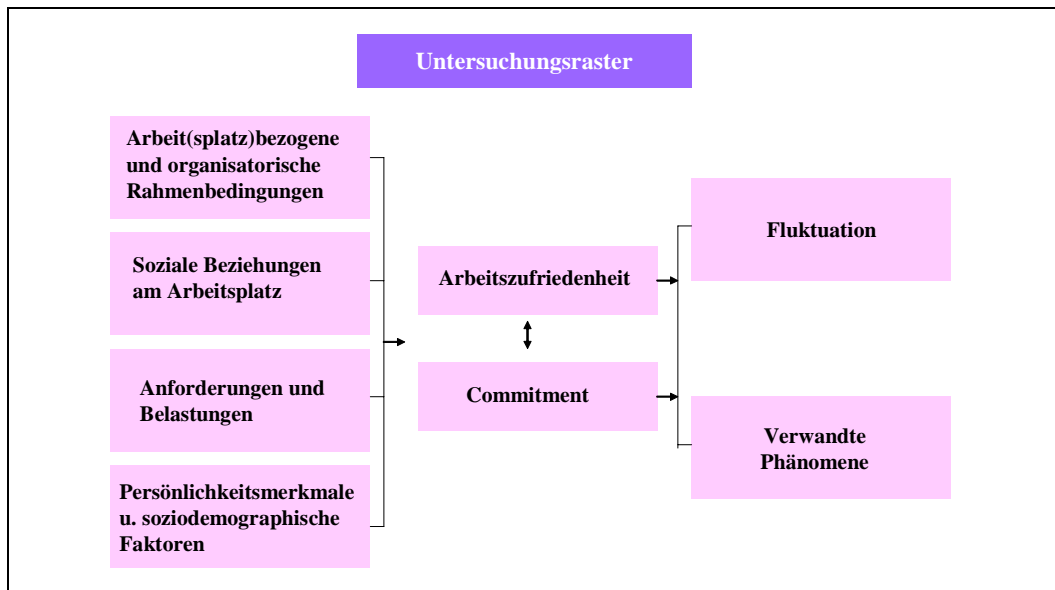 Untersuchungsraster
Arbeit(splatz)bezogene
und organisatorische
Rahmenbedingungen
Soziale Beziehungen
am Arbeitsplatz
Anforderungen und
Belastungen
Persönlichkeitsmerkmale
u. soziodemographische
Faktoren
Arbeitszufriedenheit
Commitment
Fluktuation
Verwandte
Phänomene